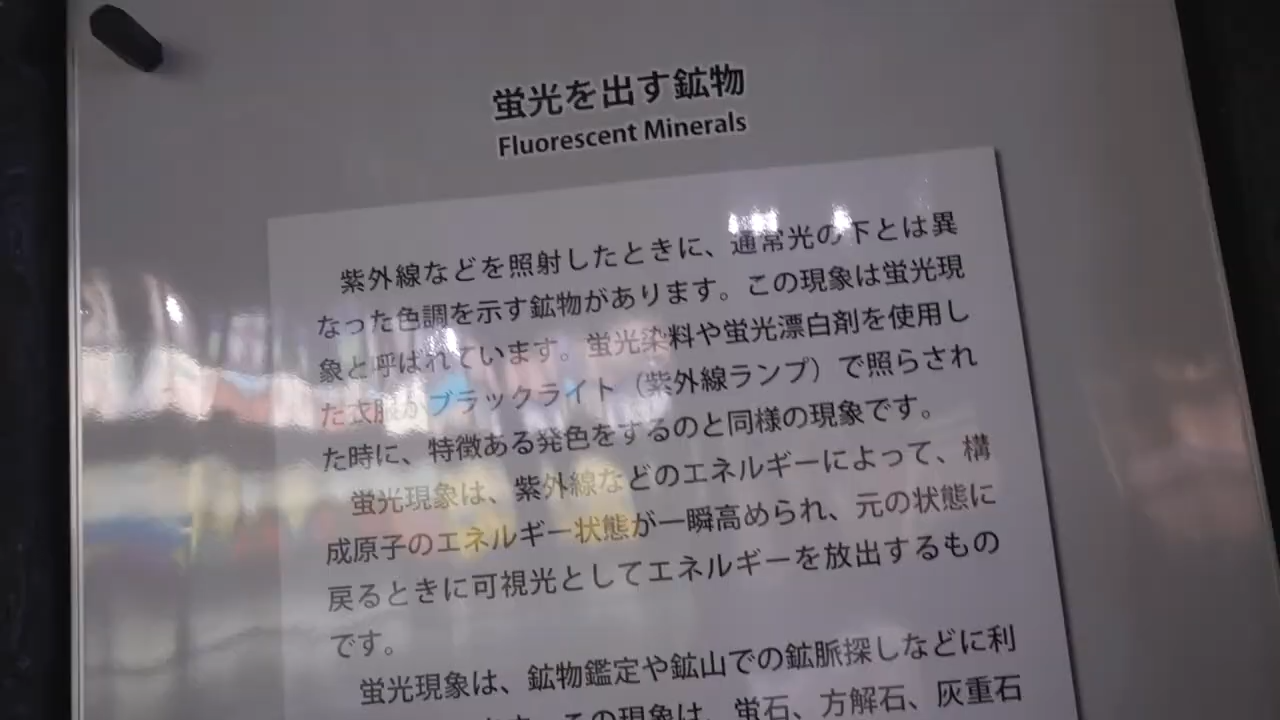 蛍光を出す鉱物
Fluorescent Minerals
紫外線などを照射したときに、通常光の下とは異
なった色調を示す鉱物があります。この現象は蛍光現
象と呼ばれています。蛍光染料や蛍光漂白剤を使用し
た衣服がブラックライト（紫外線ランプ）で照らされ
た時に、特徴ある発色をするのと同様の現象です。
蛍光現象は、紫外線などのエネルギーによって、構
成原子のエネルギー状態が一瞬高められ、元の状態に
戻るときに可視光としてエネルギーを放出するもの
です。
蛍光現象は、鉱物鑑定や鉱山での鉱脈探しなどに利
この現象は、蛍石、方解石、灰重石